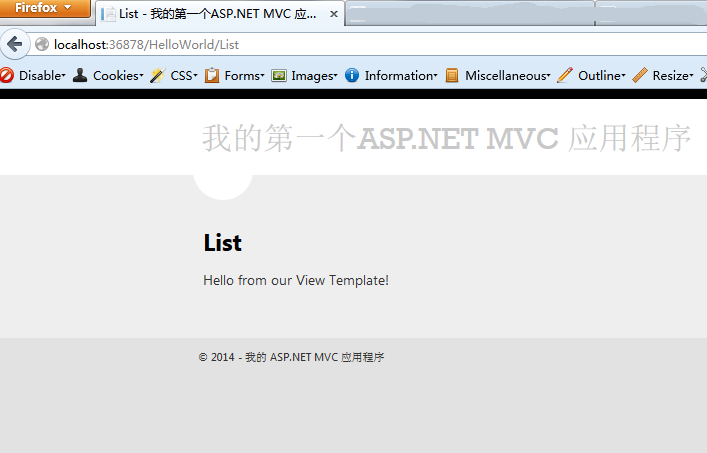 Firefox
List - 我的第一个ASP.NET MVC 应...
localhost:36878/HelloWorld/List
Disable Cookies CSS Forms Images Information Miscellaneous Outline Resize
我的第一个ASP.NET MVC 应用程序
List
Hello from our View Template!
© 2014 - 我的 ASP.NET MVC 应用程序